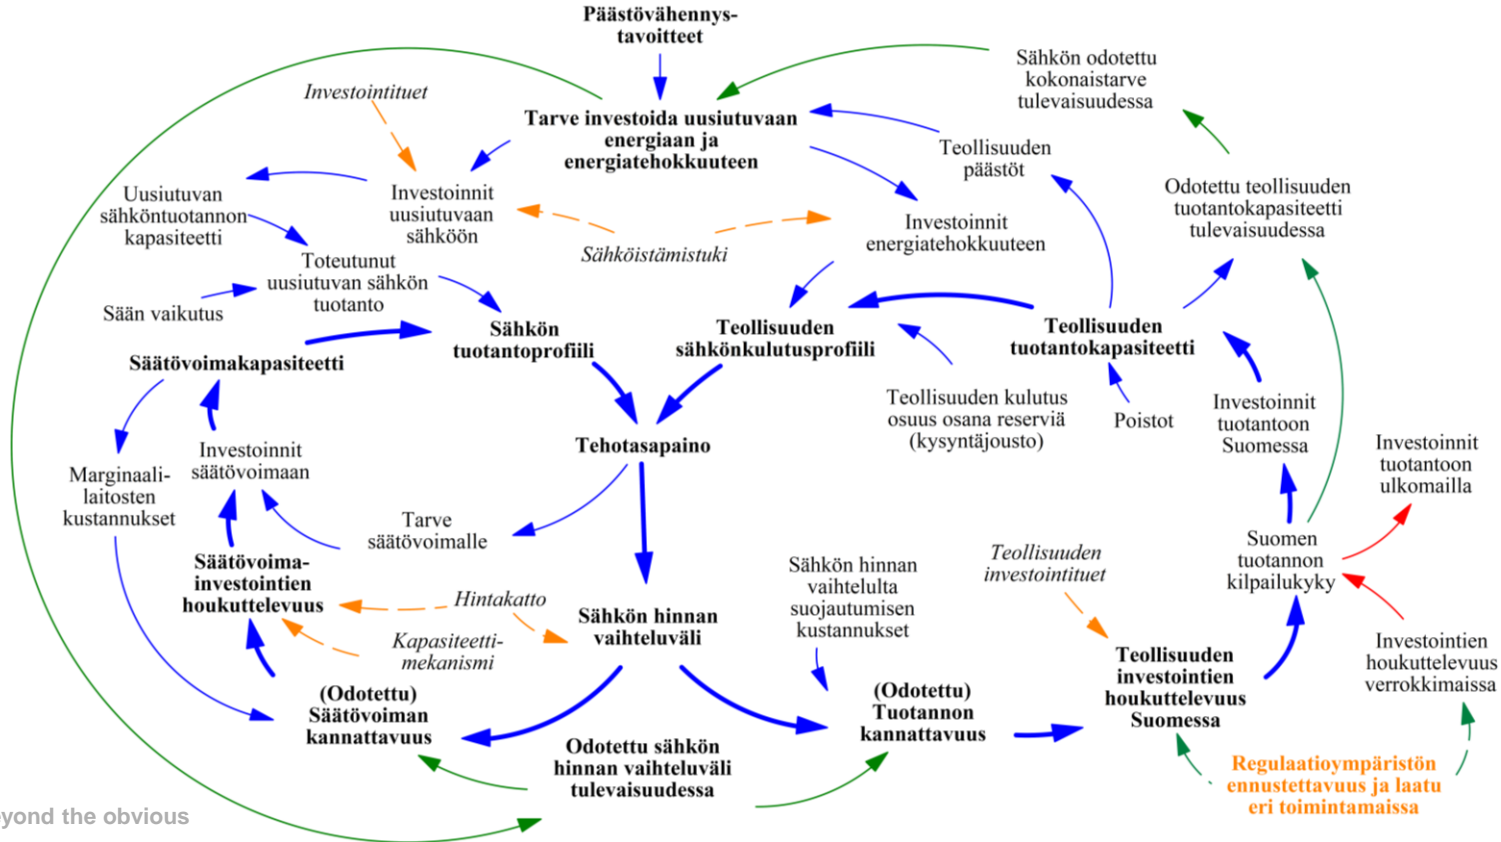 Päästövähennys-
tavoitteet
Sähkön odotettu
kokonaistarve
tulevaisuudessa
Investointituet
Tarve investoida uusiutuvaan
energiaan ja
energiatehokkuuteen
Teollisuuden
päästöt
Uusiutuvan
sähköntuotannon
kapasiteetti
Investoinnit
uusiutuvaan
sähköön
Sähköistämistuki
Investoinnit
energiatehokkuuteen
Odotettu teollisuuden
tuotantokapasiteetti
tulevaisuudessa
Toteutunut
uusiutuvan sähkön
tuotanto
Sään vaikutus
Sähkön
tuotantoprofiili
Teollisuuden
sähkönkulutusprofiili
Teollisuuden
tuotantokapasiteetti
Säätövoimakapasiteetti
Teollisuuden kulutus
osuus osana reserviä
(kysyntäjousto)
Poistot
Investoinnit
tuotantoon
Suomessa
Investoinnit
säätövoimaan
Tehotasapaino
Investoinnit
tuotantoon
ulkomailla
Marginaali-
laitosten
kustannukset
Tarve
säätövoimalle
Suomen
tuotannon
kilpailukyky
Säätövoima-
investointien
houkuttelevuus
Hintakatto
Sähkön hinnan
vaihtelulta
suojautumisen
kustannukset
Teollisuuden
investointituet
Kapasiteetti-
mekanismi
Sähkön hinnan
vaihteluväli
Investointien
houkuttelevuus
verrokkimaissa
(Odotettu)
Säätövoiman
kannattavuus
(Odotettu)
Tuotannon
kannattavuus
Teollisuuden
investointien
houkuttelevuus
Suomessa
Odotettu sähkön
hinnan vaihteluväli
tulevaisuudessa
Regulaatioympäristön
ennustettavuus ja laatu
eri toimintamaissa
eyond the obvious